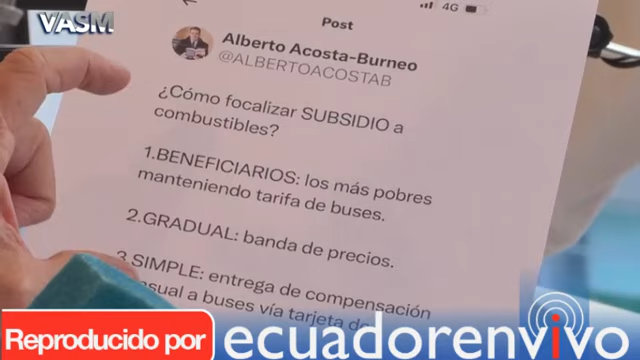 VASM
4G
Post
Alberto Acosta-Burneo
@ALBERTOACOSTAB
¿Cómo focalizar SUBSIDIO a
combustibles?
1.BENEFICIARIOS: los más pobres
manteniendo tarifa de buses.
2.GRADUAL: banda de precios.
3.SIMPLE: entrega de compensación
a buses vía tarjeta de
Reproducido por
ecuadorenvivo